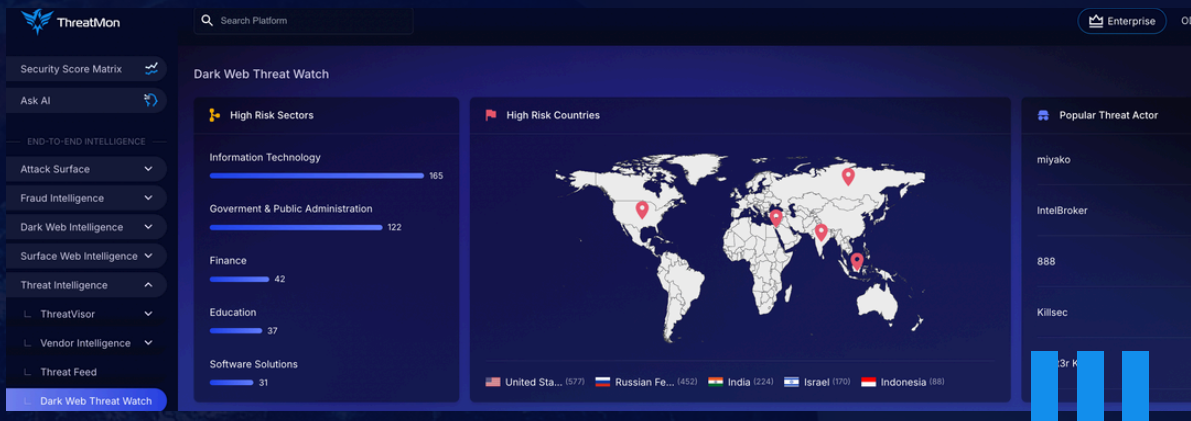 ThreatMon
Search Platform
Enterprise
Security Score Matrix
Ask AI
END-TO-END INTELLIGENCE
Attack Surface
Fraud Intelligence
Dark Web Intelligence
Surface Web Intelligence
Threat Intelligence
ThreatVisor
Vendor Intelligence
Threat Feed
Dark Web Threat Watch
Dark Web Threat Watch
High Risk Sectors
Information Technology
165
Goverment & Public Administration
122
Finance
42
Education
37
Software Solutions
31
High Risk Countries
United Sta... (577) Russian Fe... (452) India (224) Israel (170) Indonesia (88)
Popular Threat Actor
miyako
IntelBroker
888
Killsec